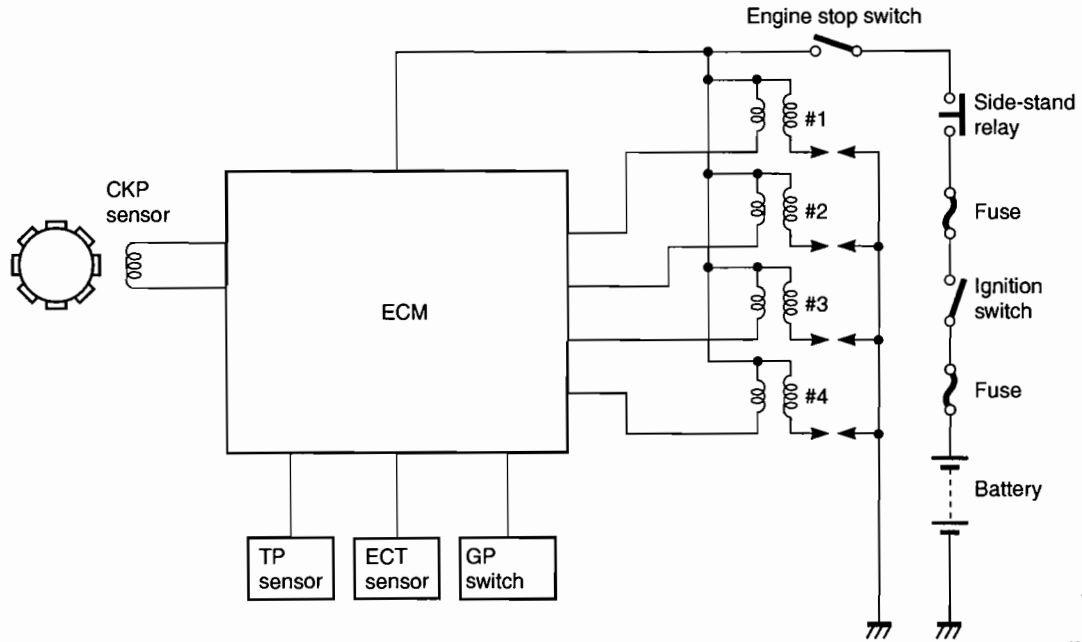 Engine stop switch
#1
Side-stand
relay
CKP
sensor
#2
Fuse
ECM
#3
Ignition
switch
#4
Fuse
Battery
TP
sensor
ECT
sensor
GP
switch